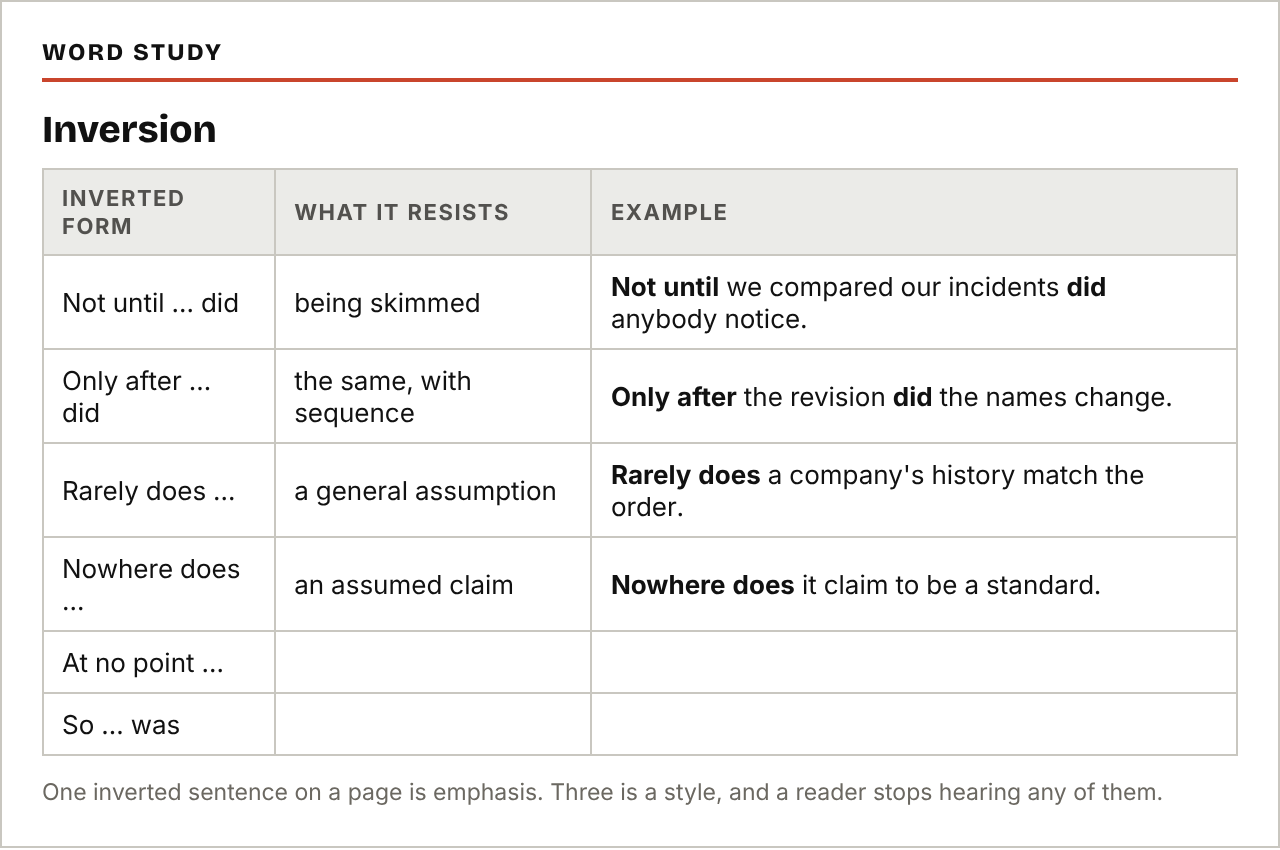 WORD STUDY
Inversion
INVERTED
FORM
WHAT IT RESISTS
EXAMPLE
Not until ... did
being skimmed
Not until we compared our incidents did
anybody notice.
Only after ...
did
the same, with
sequence
Only after the revision did the names change.
Rarely does ...
a general assumption
Rarely does a company's history match the
order.
Nowhere does
...
an assumed claim
Nowhere does it claim to be a standard.
At no point ...
So ... was
One inverted sentence on a page is emphasis. Three is a style, and a reader stops hearing any of them.